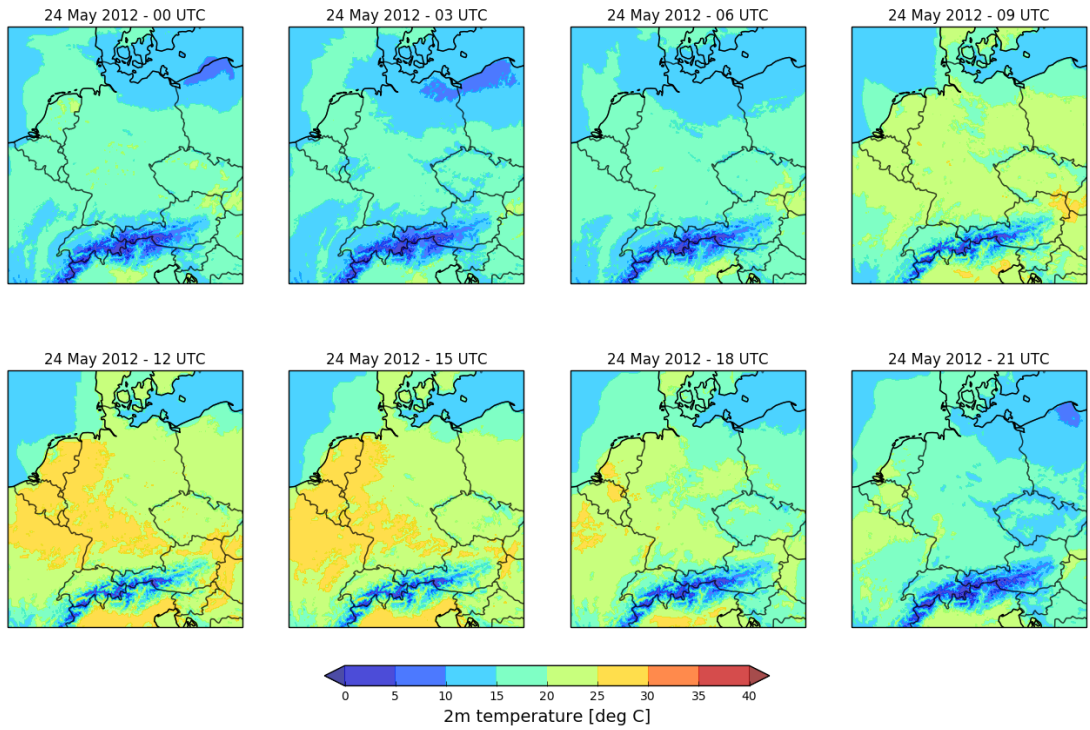 24 May 2012 - 00 UTC
24 May 2012 - 03 UTC
24 May 2012 - 06 UTC
24 May 2012 - 09 UTC
24 May 2012 - 12 UTC
24 May 2012 - 15 UTC
24 May 2012 - 18 UTC
24 May 2012 - 21 UTC
0 5 10 15 20 25 30 35 40
2m temperature [deg C]